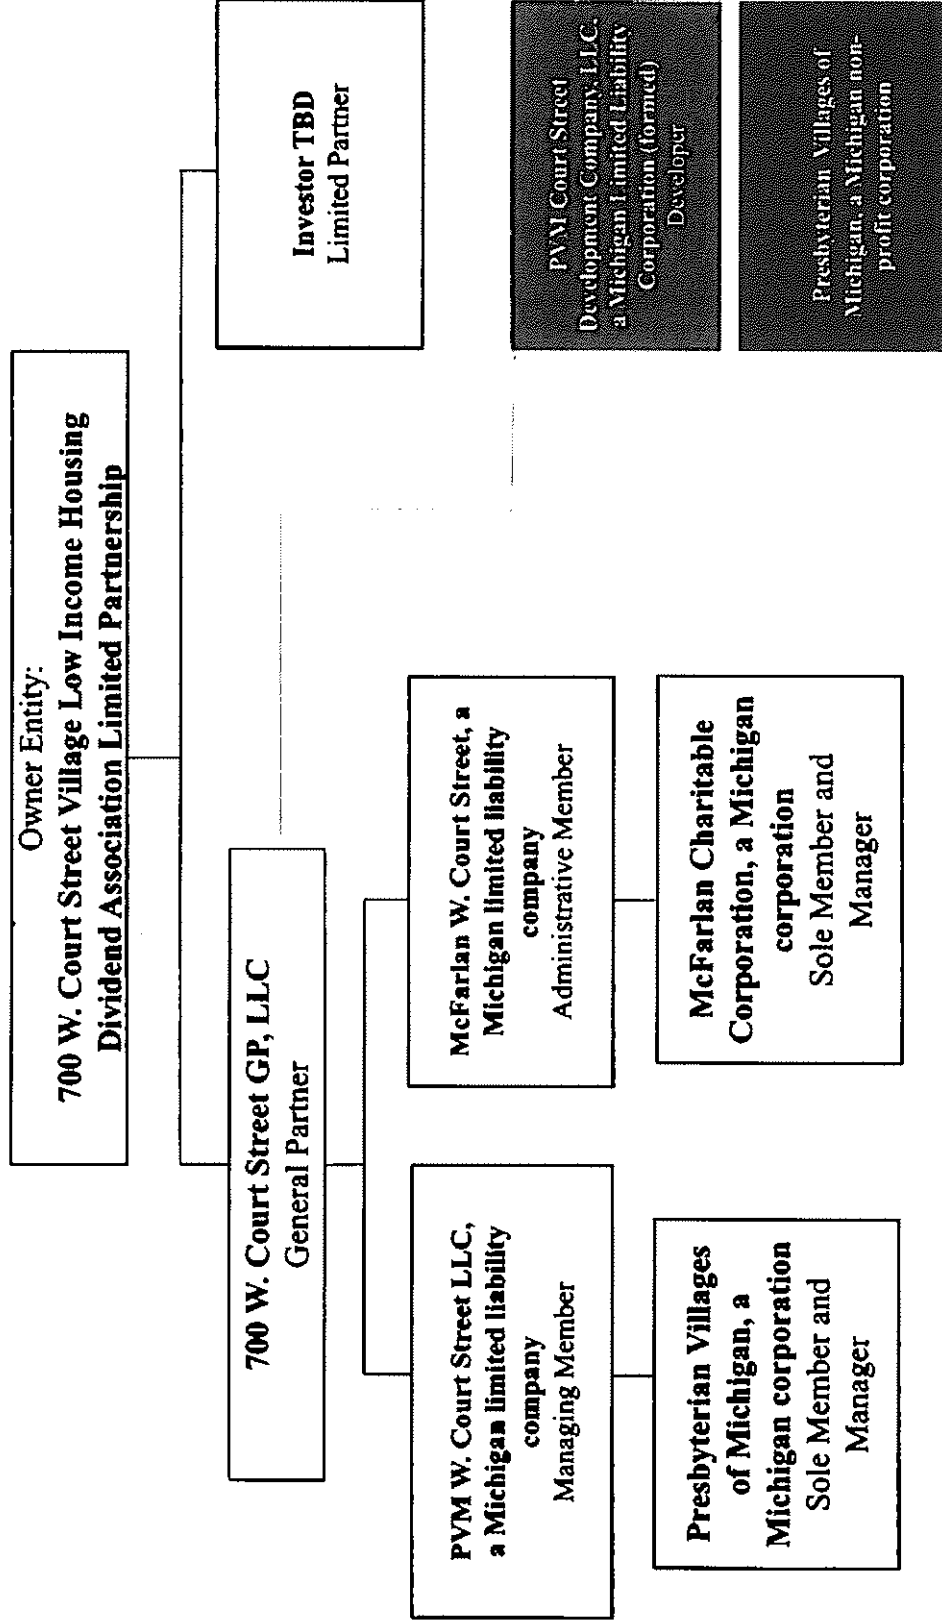 Owner Entity:
700 W. Court Street Village Low Income Housing
Dividend Association Limited Partnership
700 W. Court Street GP, LLC
General Partner
Investor TBD
Limited Partner
PVM W. Court Street LLC,
a Michigan limited liability
company
Managing Member
McFarlan W. Court Street, a
Michigan limited liability
company
Administrative Member
PVM Court Street
Development Company, LLC,
a Michigan Limited Liability
Corporation (formed)
Developer
Presbyterian Villages
of Michigan, a
Michigan corporation
Sole Member and
Manager
McFarlan Charitable
Corporation, a Michigan
corporation
Sole Member and
Manager
Presbyterian Villages of
Michigan, a Michigan non-
profit corporation